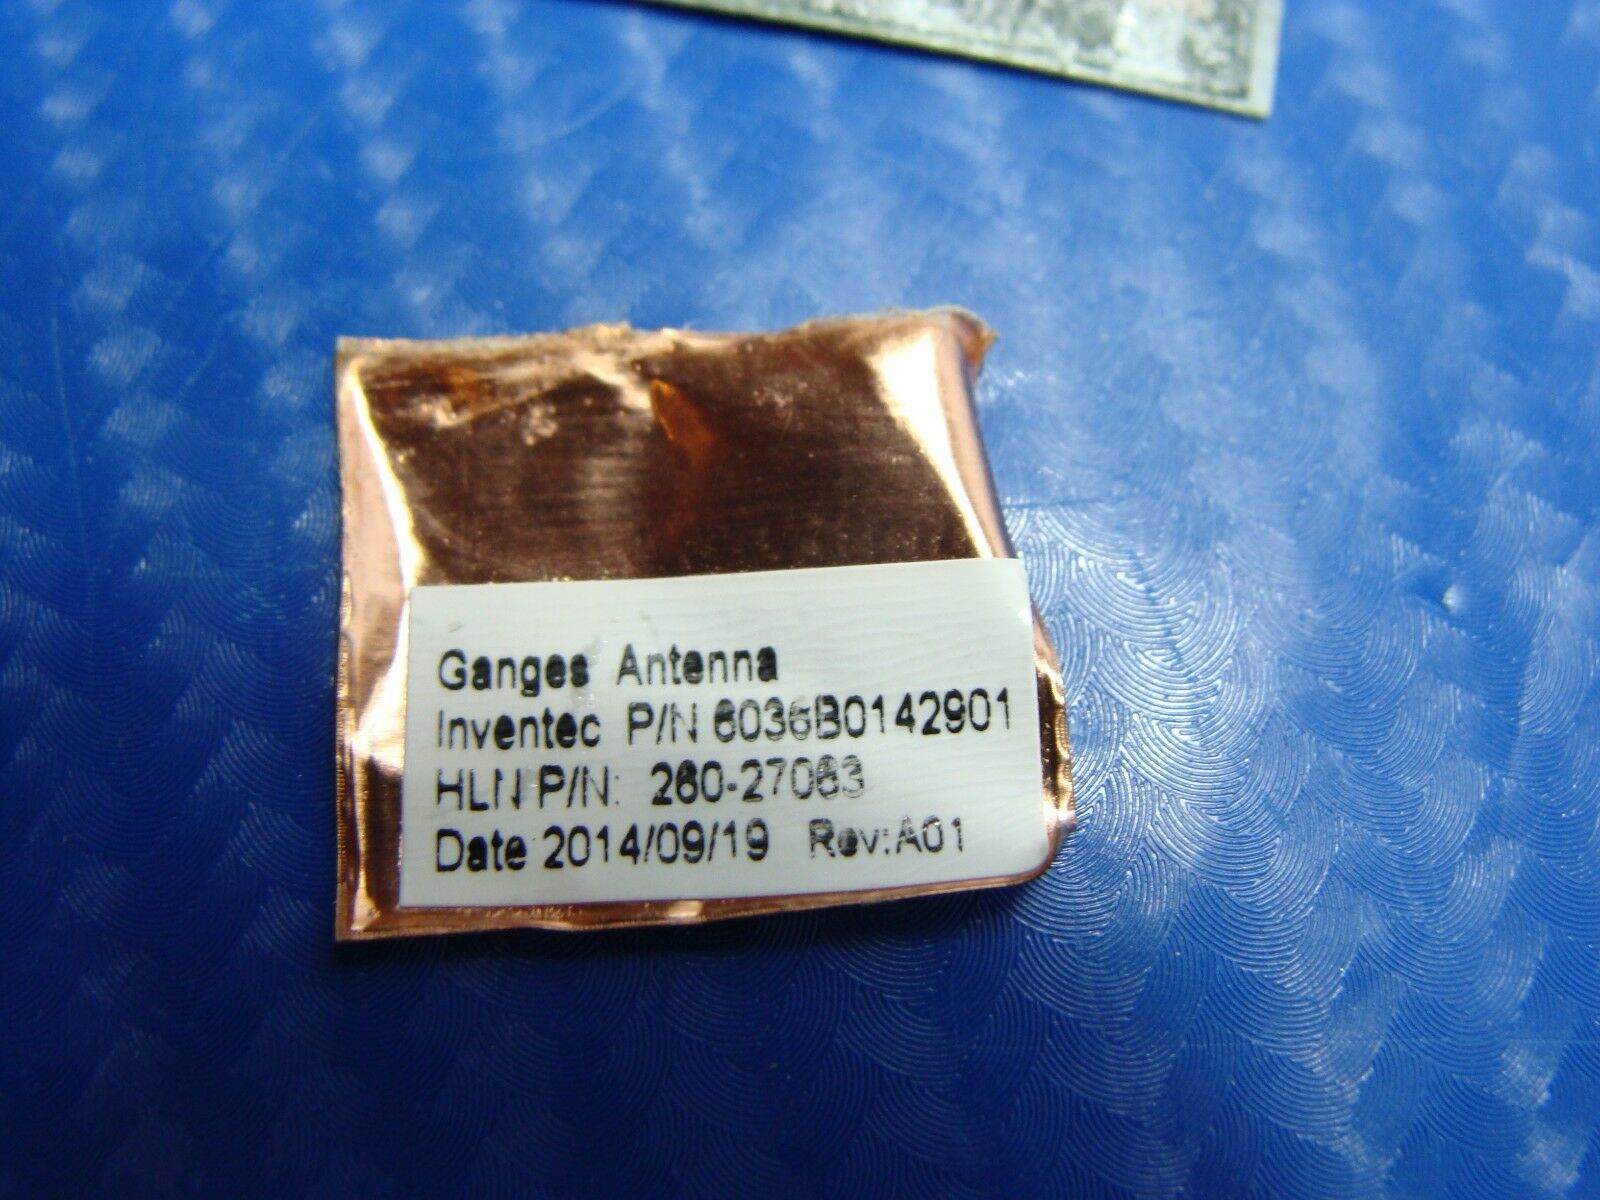 Ganges Antenna
Inventec P/N 6036B0142901
HLN P/N: 260-27063
Date 2014/09/19 Rev:A01